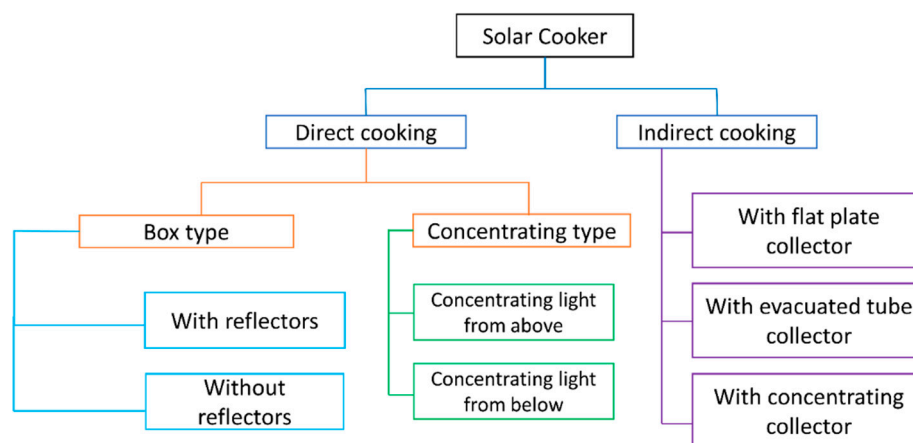 Solar Cooker
Direct cooking
Indirect cooking
Box type
Concentrating type
With reflectors
Without
reflectors
Concentrating light
from above
Concentrating light
from below
With flat plate
collector
With evacuated tube
collector
With concentrating
collector